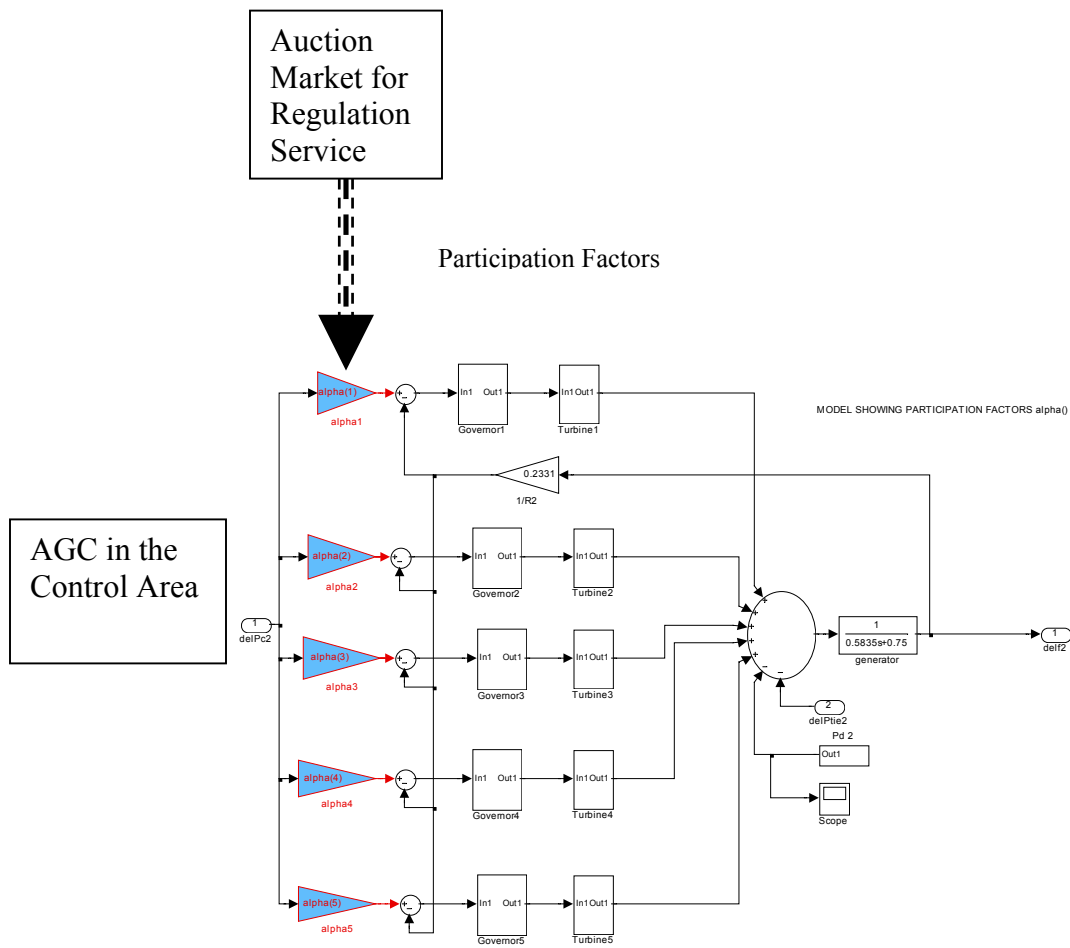 Auction
Market for
Regulation
Service
Participation Factors
MODEL SHOWING PARTICIPATION FACTORS alpha()
alpha(1)
alpha1
+
−
In1 Out1
Governor1
In1 Out1
Turbine1
0.2331
1/R2
AGC in the
Control Area
1
delPc2
alpha(2)
alpha2
+
−
In1 Out1
Governor2
In1 Out1
Turbine2
alpha(3)
alpha3
+
−
In1 Out1
Governor3
In1 Out1
Turbine3
+
+
+
+
+
−
−
1
0.5835s+0.75
generator
1
delf2
2
delPtie2
Pd 2
Out1
Scope
alpha(4)
alpha4
+
−
In1 Out1
Governor4
In1 Out1
Turbine4
alpha(5)
alpha5
+
−
In1 Out1
Governor5
In1 Out1
Turbine5